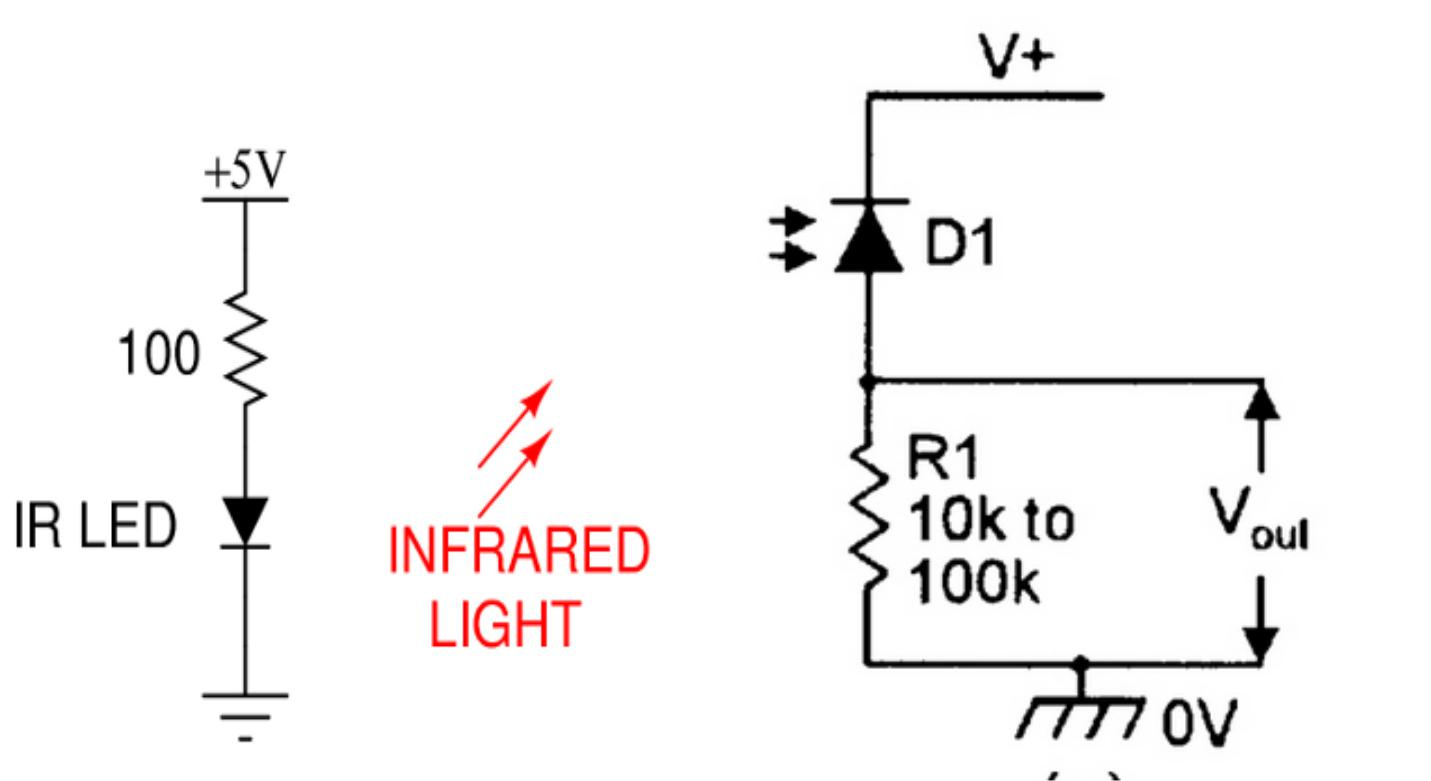 +5V
100
IR LED
INFRARED
LIGHT
V+
D1
R1
10k to
100k
Voul
0V